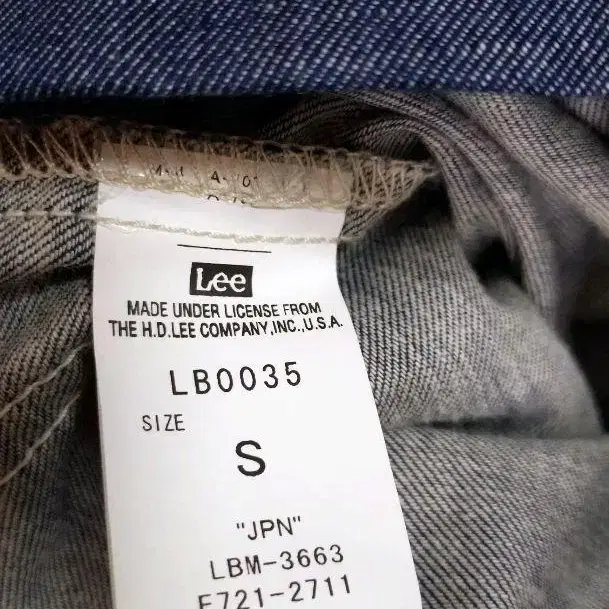 Lee
MADE UNDER LICENSE FROM
THE H.D.LEE COMPANY,INC.,U.S.A.
LB0035
SIZE
S
"JPN"
LBM-3663
F721-2711